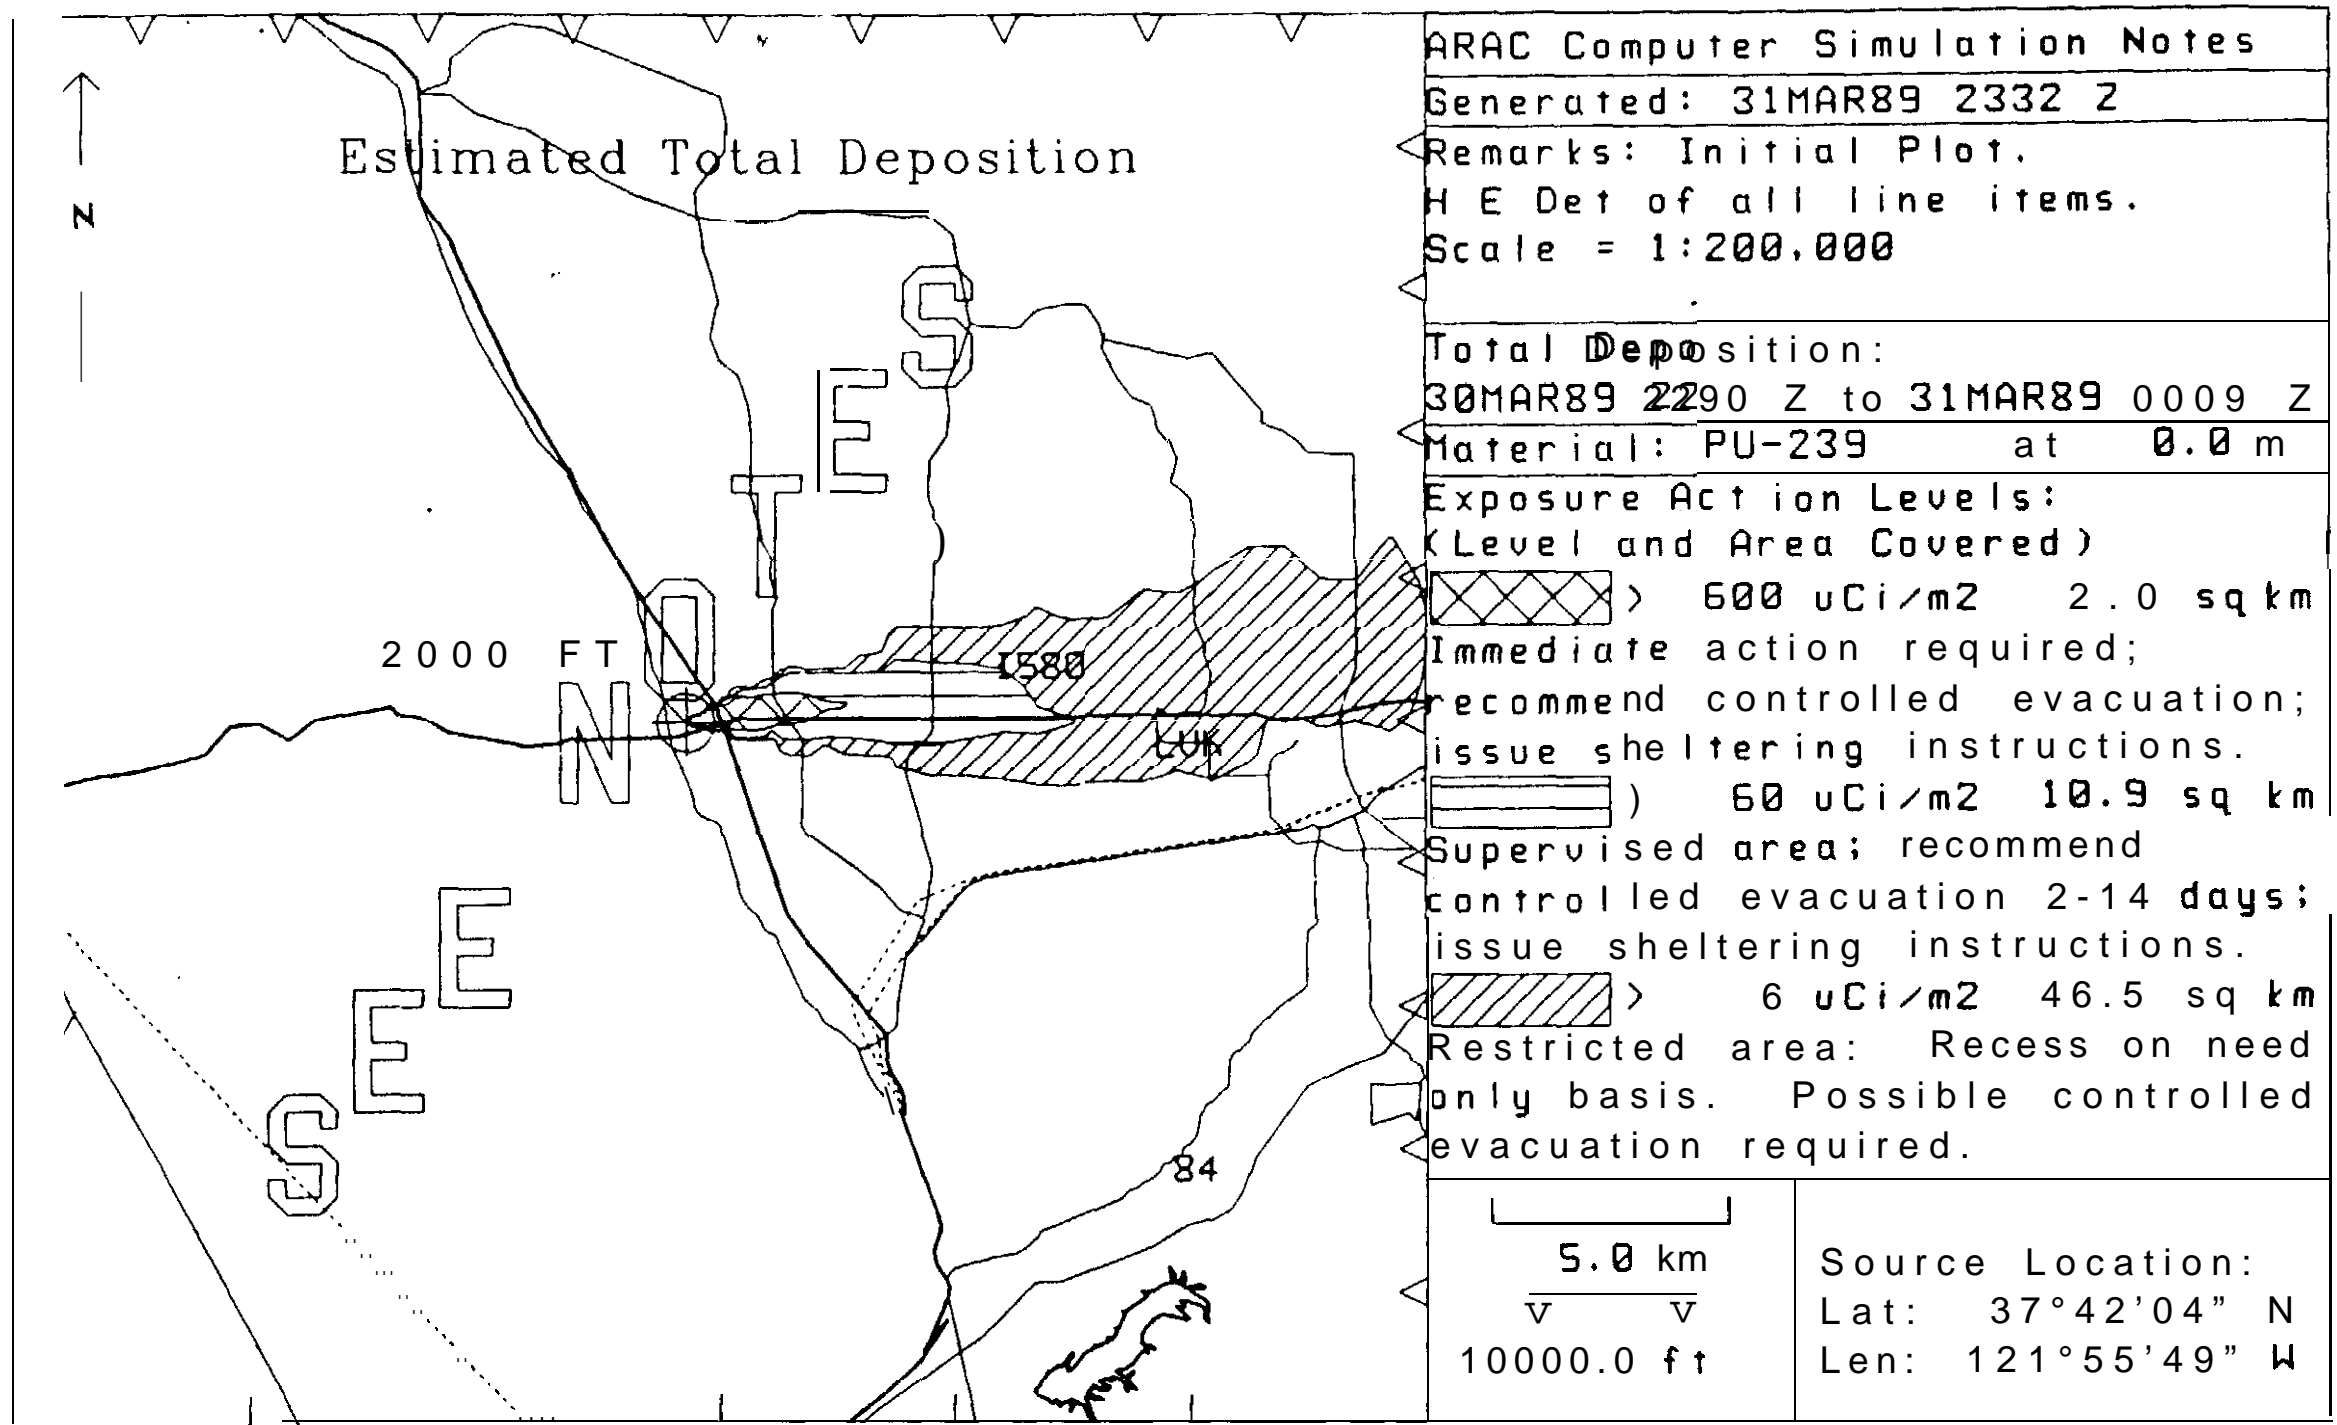 Estimated Total Deposition
N
SEE NOTES
2000 FT
I580
LVK
84
ARAC Computer Simulation Notes
Generated: 31MAR89 2332 Z
Remarks: Initial Plot.
H E Det of all line items.
Scale = 1:200,000
Total Deposition:
30MAR89 2290 Z to 31MAR89 0009 Z
Material: PU-239 at 0.0 m
Exposure Action Levels:
(Level and Area Covered)
> 600 uCi/m2 2.0 sq km
Immediate action required;
recommend controlled evacuation;
issue sheltering instructions.
) 60 uCi/m2 10.9 sq km
Supervised area; recommend
controlled evacuation 2-14 days;
issue sheltering instructions.
> 6 uCi/m2 46.5 sq km
Restricted area: Recess on need
only basis. Possible controlled
evacuation required.
5.0 km
10000.0 ft
Source Location:
Lat: 37°42'04" N
Len: 121°55'49" W